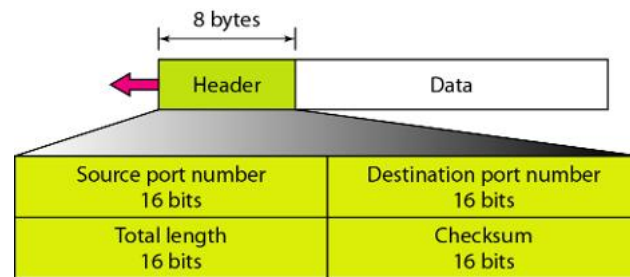 8 bytes
Header
Data
Source port number
16 bits
Destination port number
16 bits
Total length
16 bits
Checksum
16 bits